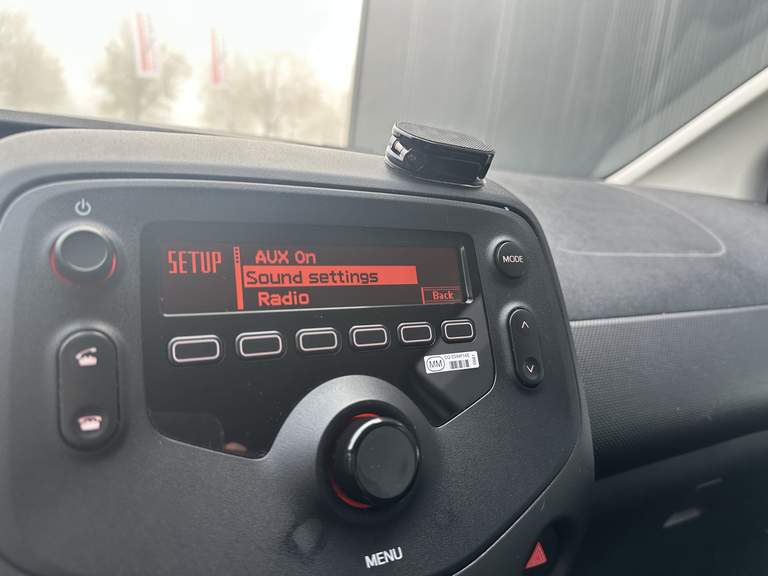 SETUP
AUX On
Sound settings
Radio
Back
MODE
MM
MENU